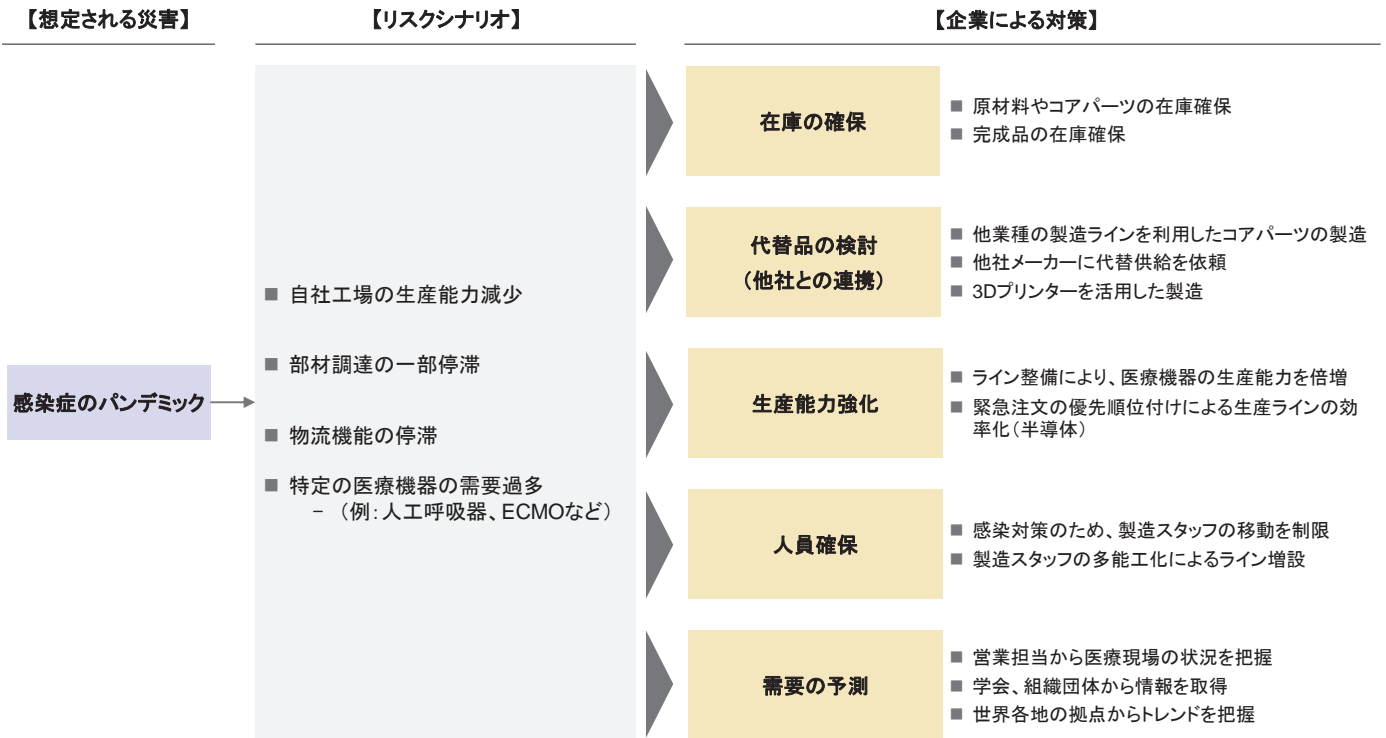 【想定される災害】
【リスクシナリオ】
【企業による対策】
感染症のパンデミック
■ 自社工場の生産能力減少
■ 部材調達の一部停滞
■ 物流機能の停滞
■ 特定の医療機器の需要過多
− （例：人工呼吸器、ECMOなど）
在庫の確保
■ 原材料やコアパーツの在庫確保
■ 完成品の在庫確保
代替品の検討
（他社との連携）
■ 他業種の製造ラインを利用したコアパーツの製造
■ 他社メーカーに代替供給を依頼
■ 3Dプリンターを活用した製造
生産能力強化
■ ライン整備により、医療機器の生産能力を倍増
■ 緊急注文の優先順位付けによる生産ラインの効
率化（半導体）
人員確保
■ 感染対策のため、製造スタッフの移動を制限
■ 製造スタッフの多能工化によるライン増設
需要の予測
■ 営業担当から医療現場の状況を把握
■ 学会、組織団体から情報を取得
■ 世界各地の拠点からトレンドを把握